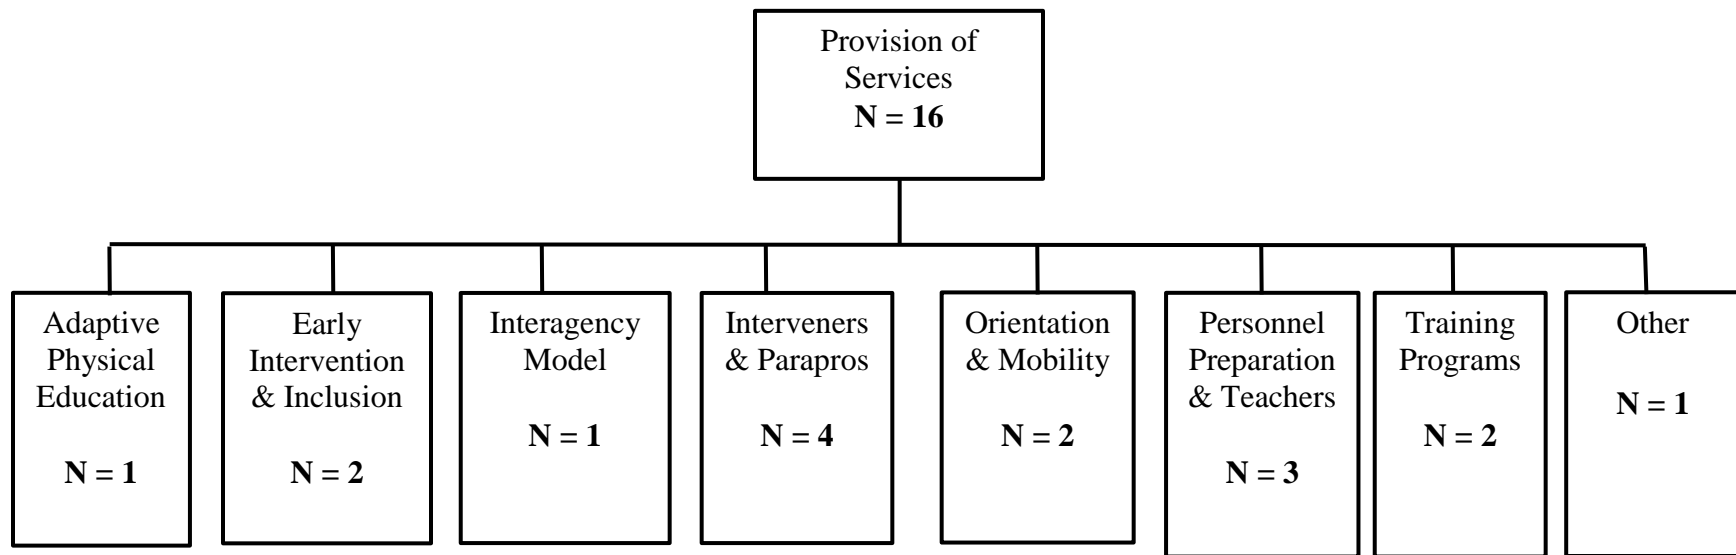 Provision of
Services
N = 16
Adaptive
Physical
Education
N = 1
Early
Intervention
& Inclusion
N = 2
Interagency
Model
N = 1
Interveners
& Parapros
N = 4
Orientation
& Mobility
N = 2
Personnel
Preparation
& Teachers
N = 3
Training
Programs
N = 2
Other
N = 1